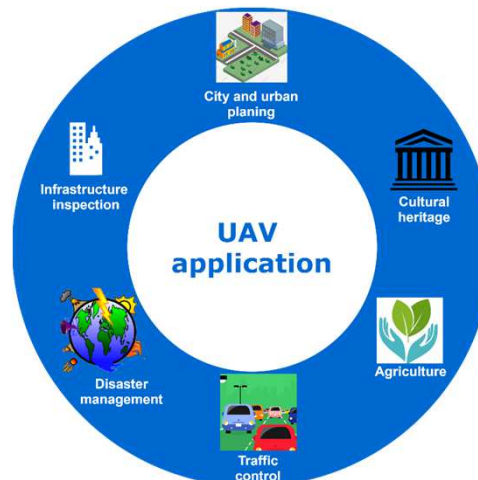 City and urban
planing
Infrastructure
inspection
Cultural
heritage
UAV
application
Disaster
management
Agriculture
Traffic
control